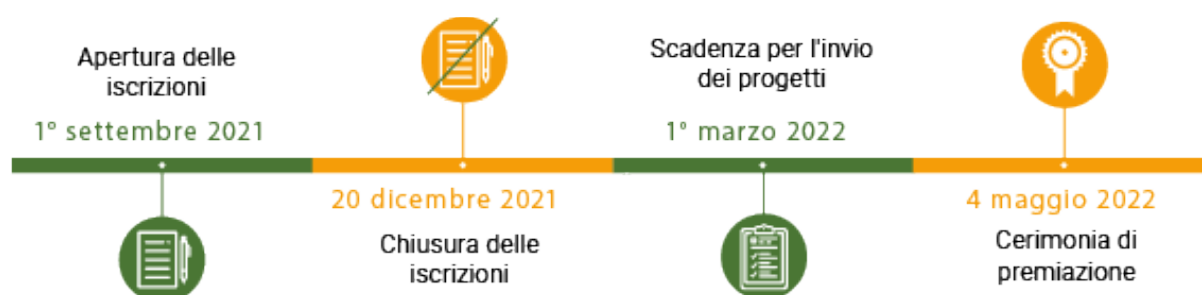 Apertura delle
iscrizioni
1° settembre 2021
20 dicembre 2021
Chiusura delle
iscrizioni
Scadenza per l'invio
dei progetti
1° marzo 2022
4 maggio 2022
Cerimonia di
premiazione